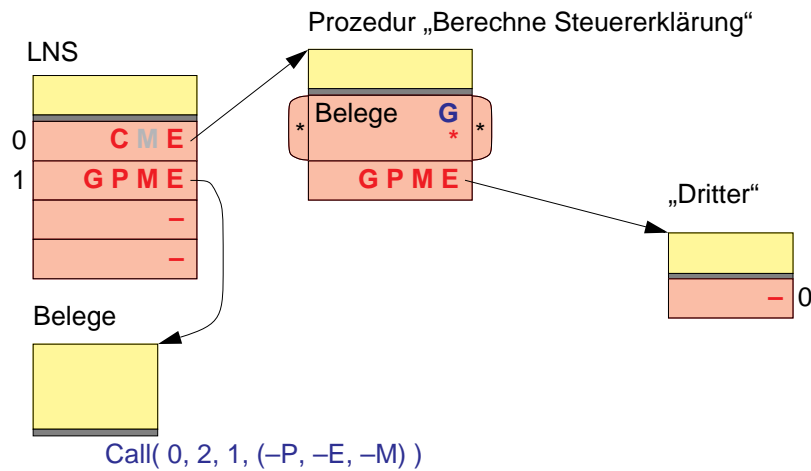 Prozedur „Berechne Steuererklärung“
LNS
Belege G
* * *
0 C M E
1 G P M E
G P M E
–
–
„Dritter“
– 0
Belege
Call( 0, 2, 1, (–P, –E, –M) )